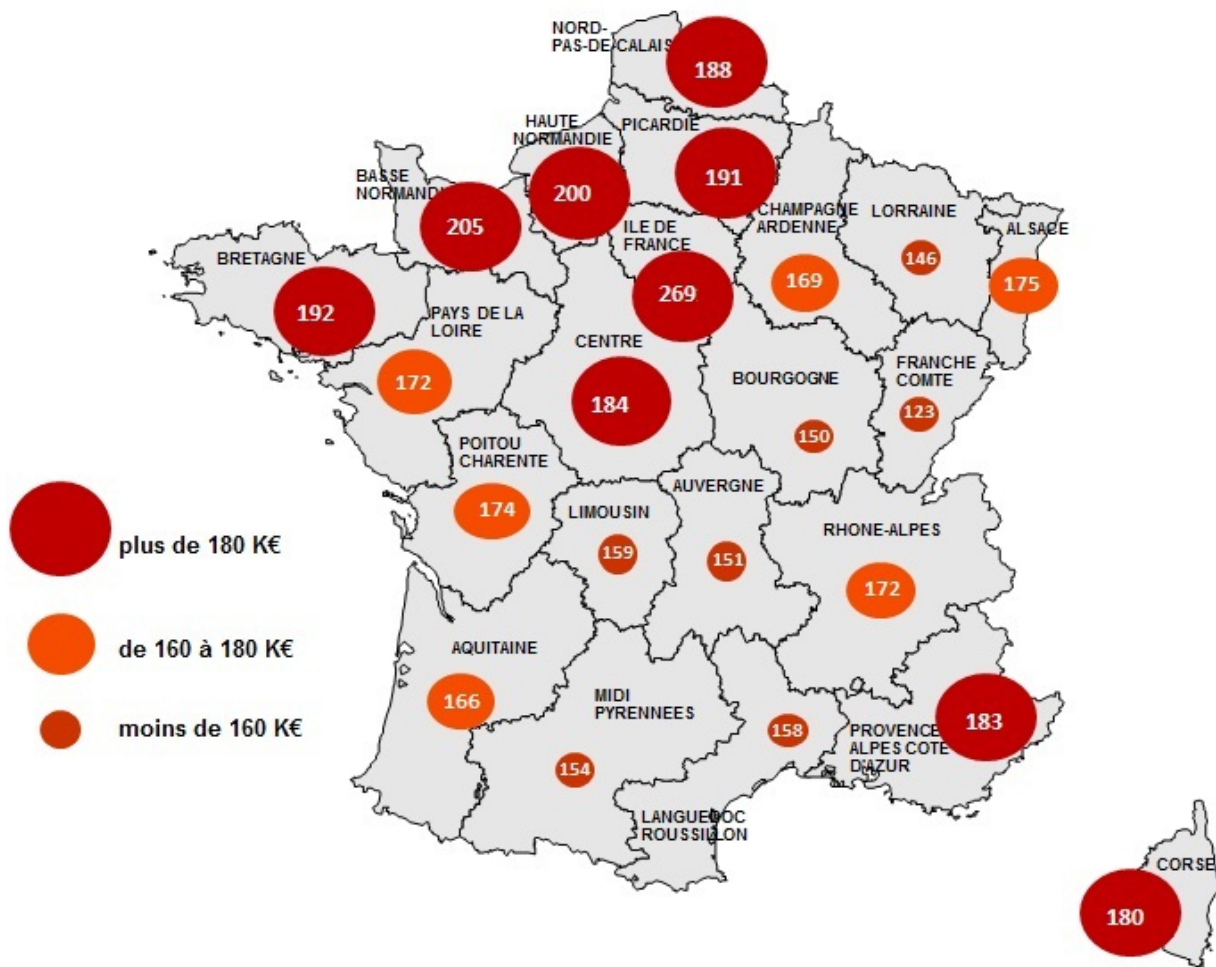 NORD-
PAS-DE-CALAIS
188
HAUTE
NORMANDIE
PICARDIE
191
200
BASSE
NORMANDI
205
CHAMPAGNE
ARDENNE
169
LORRAINE
146
ALSACE
175
ILE DE
FRANCE
269
BRETAGNE
192
PAYS DE LA
LOIRE
172
CENTRE
184
BOURGOGNE
150
FRANCHE
COMTE
123
POITOU
CHARENTE
174
LIMOUSIN
159
AUVERGNE
151
RHONE-ALPES
172
plus de 180 K€
de 160 à 180 K€
moins de 160 K€
AQUITAINE
166
MIDI
PYRENNEES
154
158
LANGUEDOC
ROUSSILLON
PROVENCE
ALPES COTE
D'AZUR
183
CORSE
180